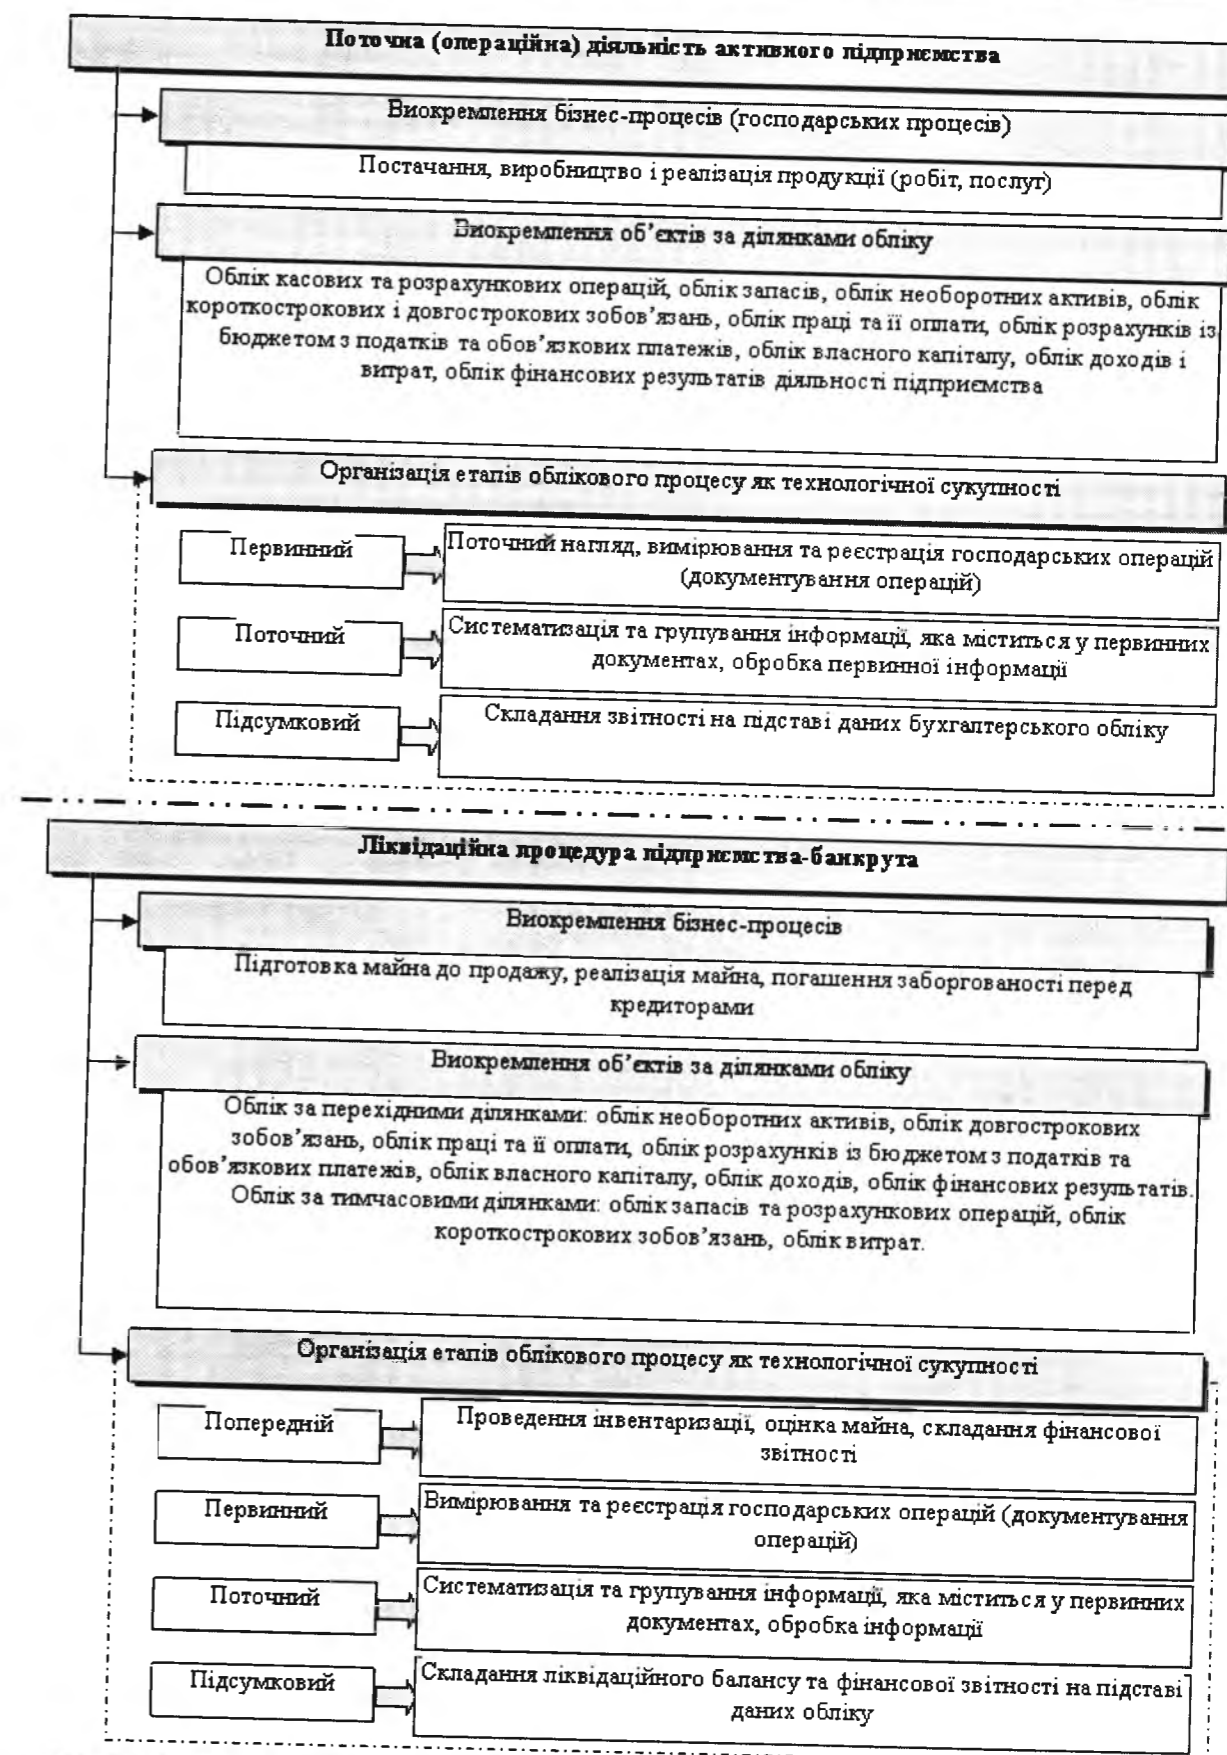 Поточна (операційна) діяльність активного підприємства
Виокремлення бізнес-процесів (господарських процесів)
Постачання, виробництво і реалізація продукції (робіт, послуг)
Виокремлення об’єктів за ділянками обліку
Облік касових та розрахункових операцій, облік запасів, облік необоротних активів, облік
короткострокових і довгострокових зобов’язань, облік праці та її оплати, облік розрахунків із
бюджетом з податків та обов’язкових платежів, облік власного капіталу, облік доходів і
витрат, облік фінансових результатів діяльності підприємства
Організація етапів облікового процесу як технологічної сукупності
Первинний
Поточний нагляд, вимірювання та реєстрація господарських операцій
(документування операцій)
Поточний
Систематизація та групування інформації, яка міститься у первинних
документах, обробка первинної інформації
Підсумковий
Складання звітності на підставі даних бухгалтерського обліку
Ліквідаційна процедура підприємства-банкрута
Виокремлення бізнес-процесів
Підготовка майна до продажу, реалізація майна, погашення заборгованості перед
кредиторами
Виокремлення об’єктів за ділянками обліку
Облік за перехідними ділянками: облік необоротних активів, облік довгострокових
зобов’язань, облік праці та її оплати, облік розрахунків із бюджетом з податків та
обов’язкових платежів, облік власного капіталу, облік доходів, облік фінансових результатів.
Облік за тимчасовими ділянками: облік запасів та розрахункових операцій, облік
короткострокових зобов’язань, облік витрат.
Організація етапів облікового процесу як технологічної сукупності
Попередній
Проведення інвентаризації, оцінка майна, складання фінансової
звітності
Первинний
Вимірювання та реєстрація господарських операцій (документування
операцій)
Поточний
Систематизація та групування інформації, яка міститься у первинних
документах, обробка інформації
Підсумковий
Складання ліквідаційного балансу та фінансової звітності на підставі
даних обліку